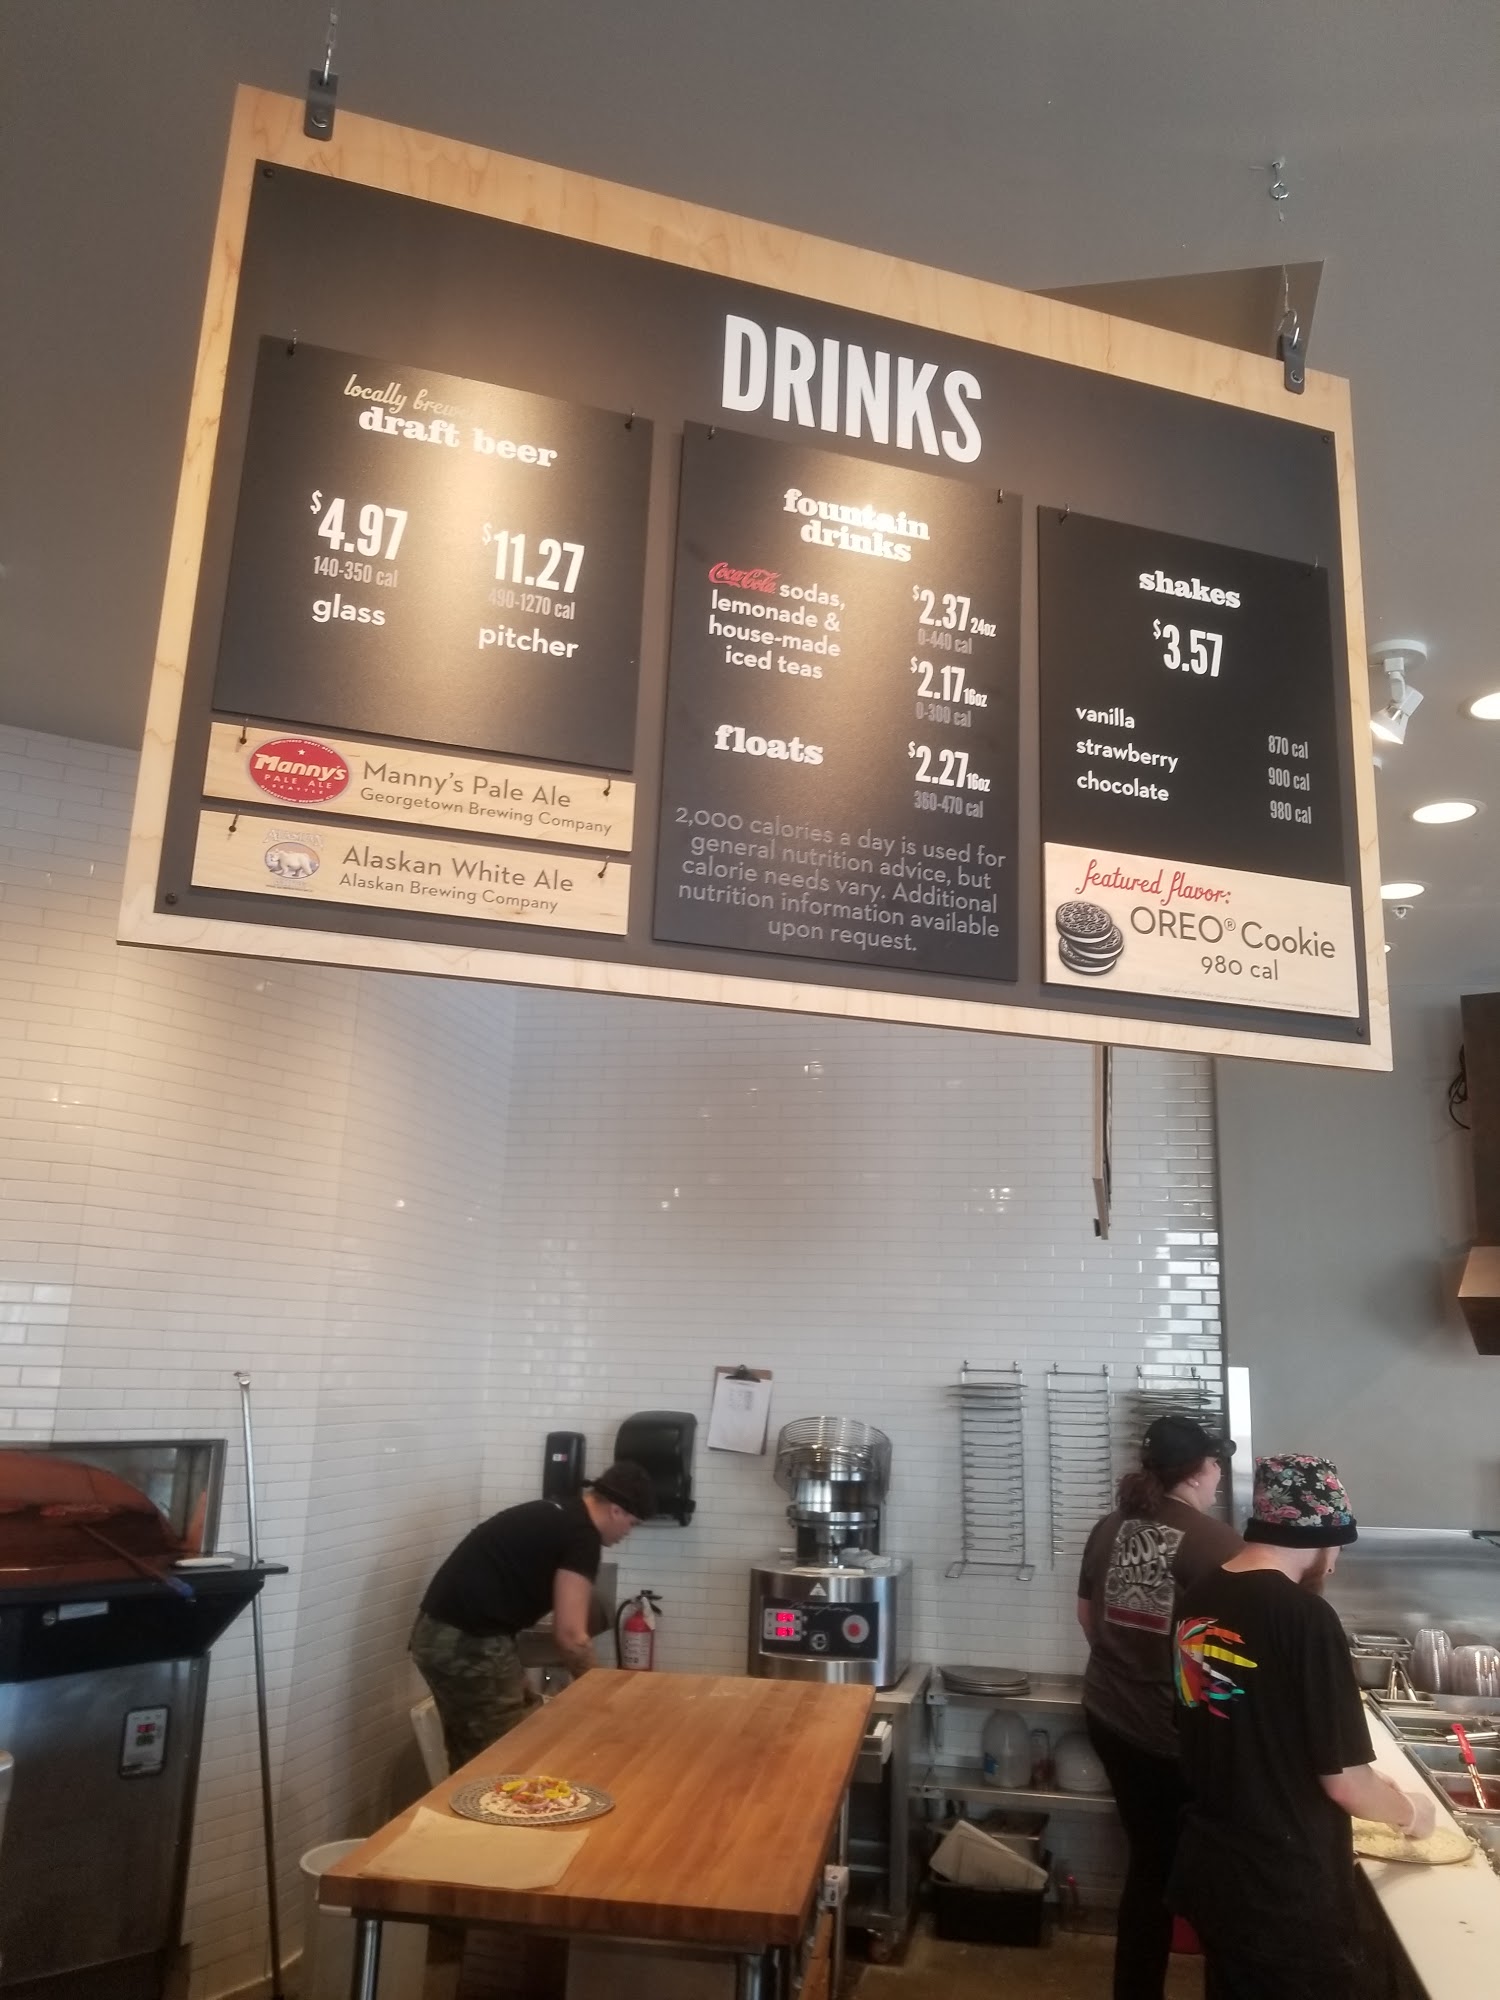 DRINKS
locally brewed
draft beer
$4.97
140-350 cal
glass
$11.27
490-1270 cal
pitcher
Manny's
PALE ALE
SEATTLE
Manny's Pale Ale
Georgetown Brewing Company
ALASKAN
Alaskan White Ale
Alaskan Brewing Company
fountain
drinks
Coca-Cola sodas,
lemonade &
house-made
iced teas
$2.37 24oz
0-440 cal
$2.17 16oz
0-300 cal
floats
$2.27 16oz
360-470 cal
2,000 calories a day is used for
general nutrition advice, but
calorie needs vary. Additional
nutrition information available
upon request.
shakes
$3.57
vanilla 870 cal
strawberry 900 cal
chocolate 980 cal
featured flavor:
OREO® Cookie
980 cal